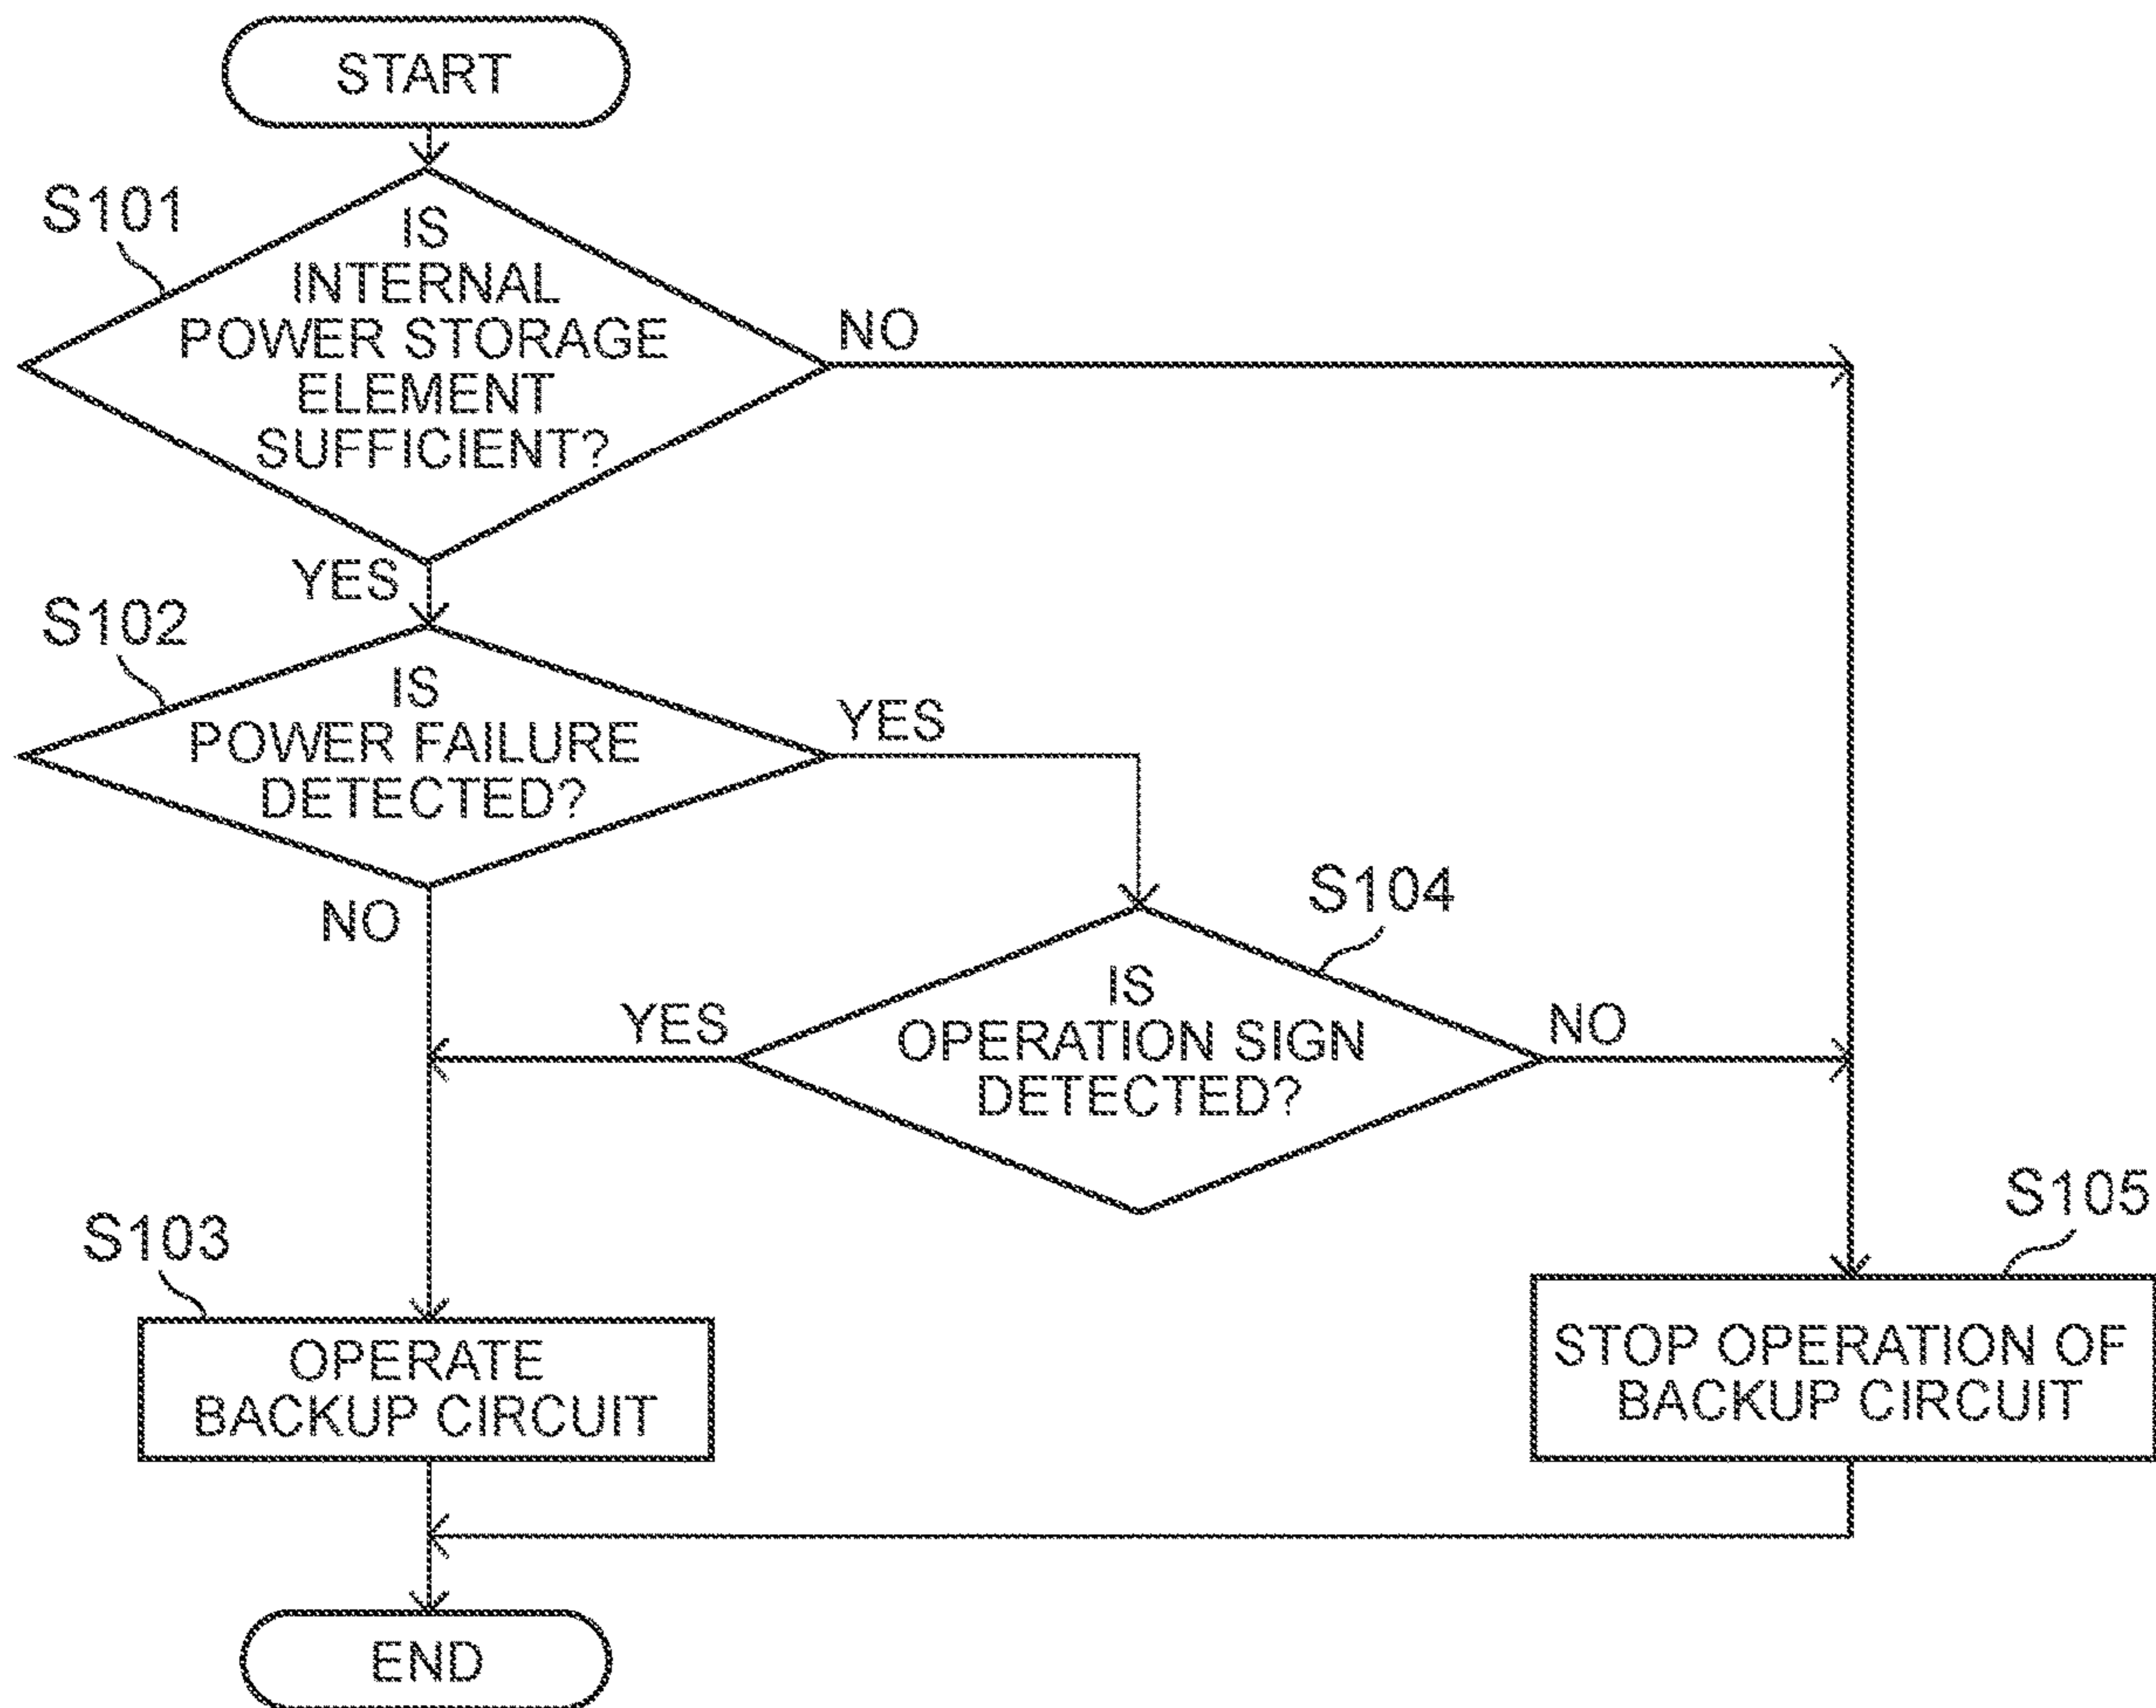 START
S101
IS
INTERNAL
POWER STORAGE
ELEMENT
SUFFICIENT?
NO
YES
S102
IS
POWER FAILURE
DETECTED?
YES
NO
S104
IS
OPERATION SIGN
DETECTED?
YES
NO
S103
OPERATE
BACKUP CIRCUIT
S105
STOP OPERATION OF
BACKUP CIRCUIT
END